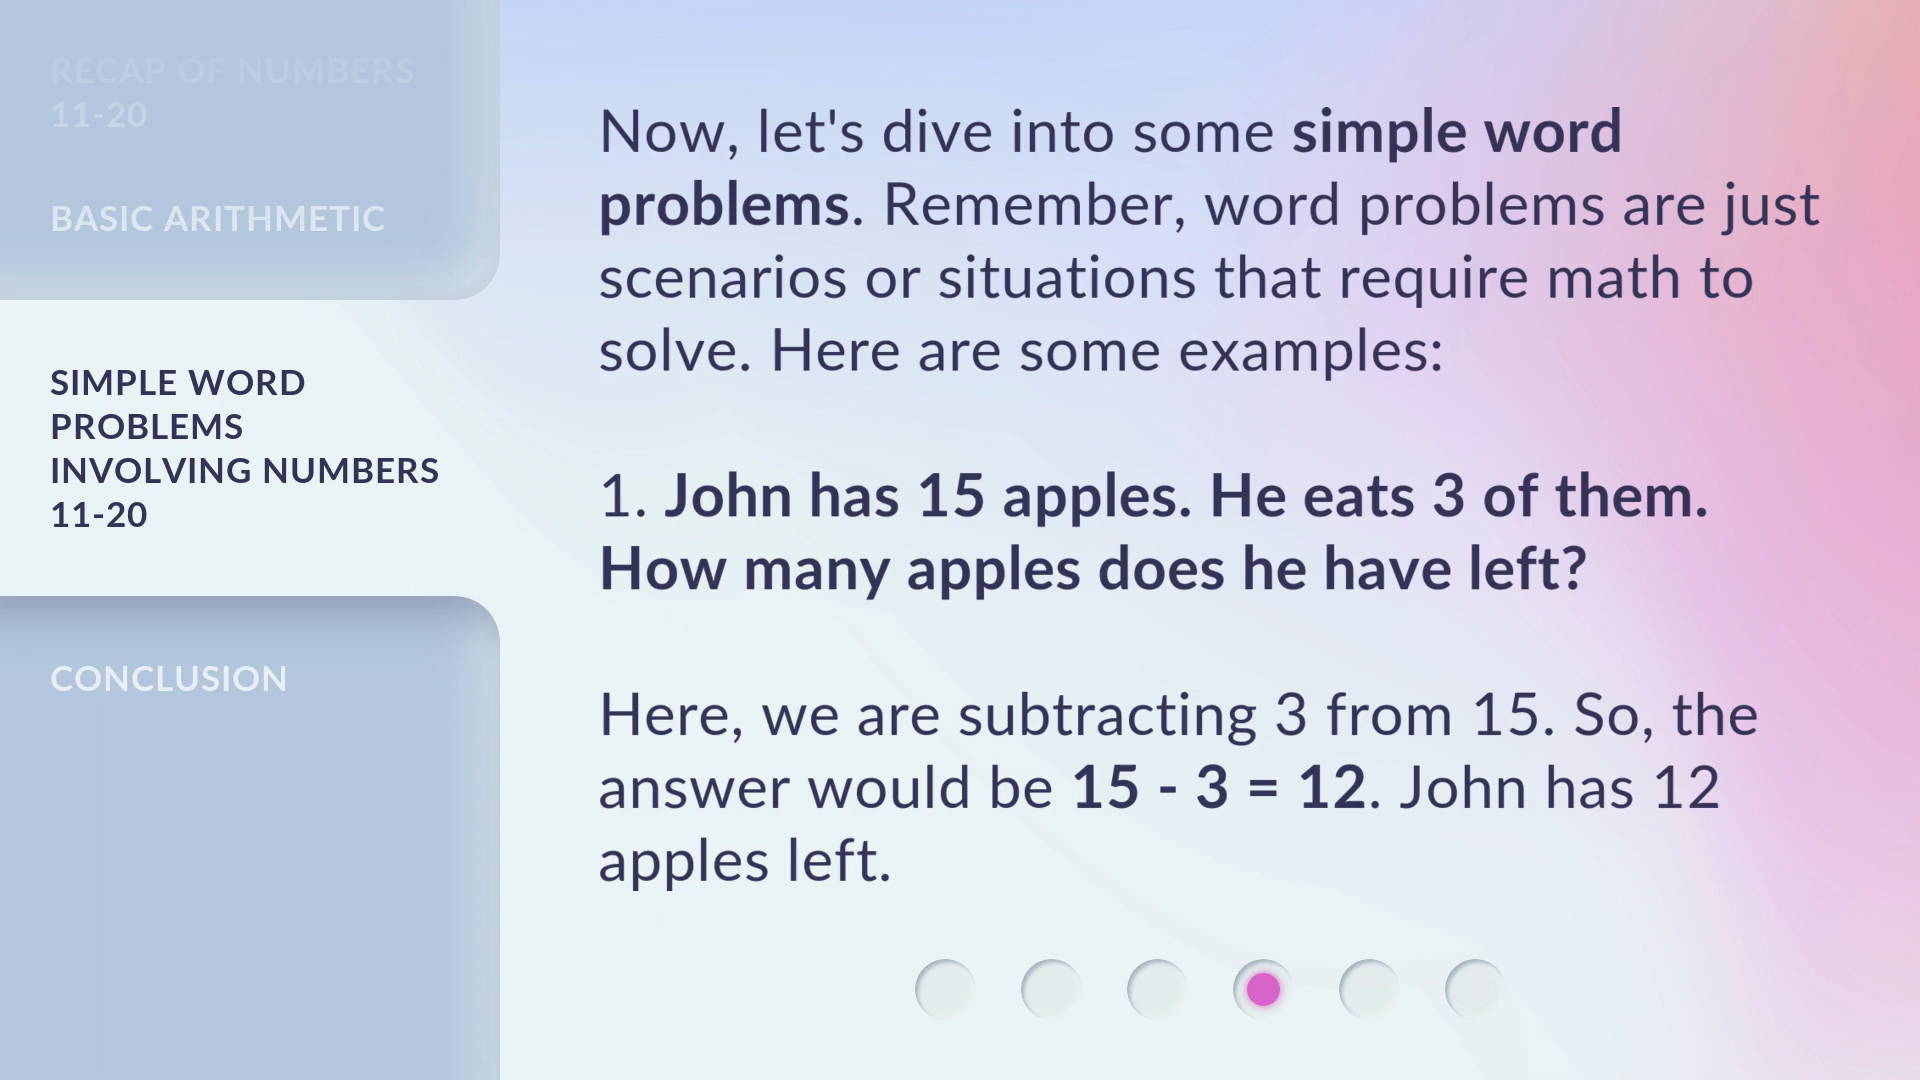 RECAP OF NUMBERS
11-20
BASIC ARITHMETIC
SIMPLE WORD
PROBLEMS
INVOLVING NUMBERS
11-20
CONCLUSION
Now, let's dive into some simple word
problems. Remember, word problems are just
scenarios or situations that require math to
solve. Here are some examples:
1. John has 15 apples. He eats 3 of them.
How many apples does he have left?
Here, we are subtracting 3 from 15. So, the
answer would be 15 - 3 = 12. John has 12
apples left.